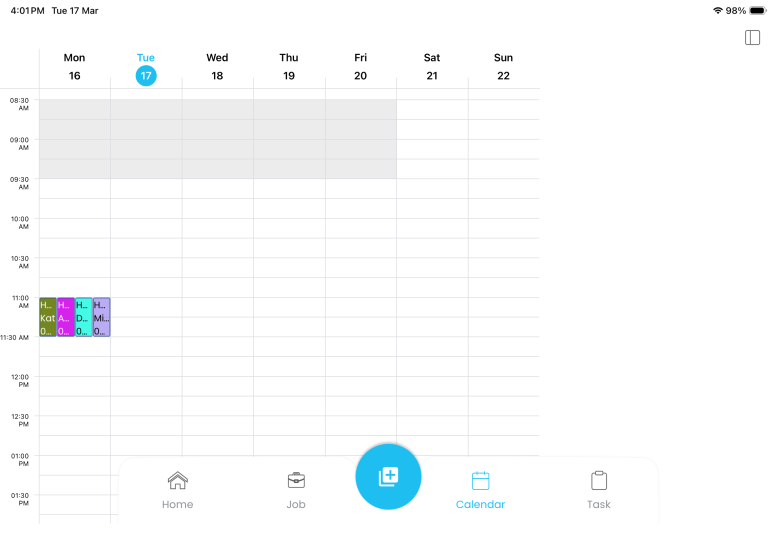 4:01 PM Tue 17 Mar
98%
Mon Tue Wed Thu Fri Sat Sun
16 17 18 19 20 21 22
08:30
AM
09:00
AM
09:30
AM
10:00
AM
10:30
AM
11:00
AM
H... H... H... H...
Kat A... D... Mi...
0... 0... 0... 0...
11:30 AM
12:00
PM
12:30
PM
01:00
PM
01:30
PM
Home Job Calendar Task